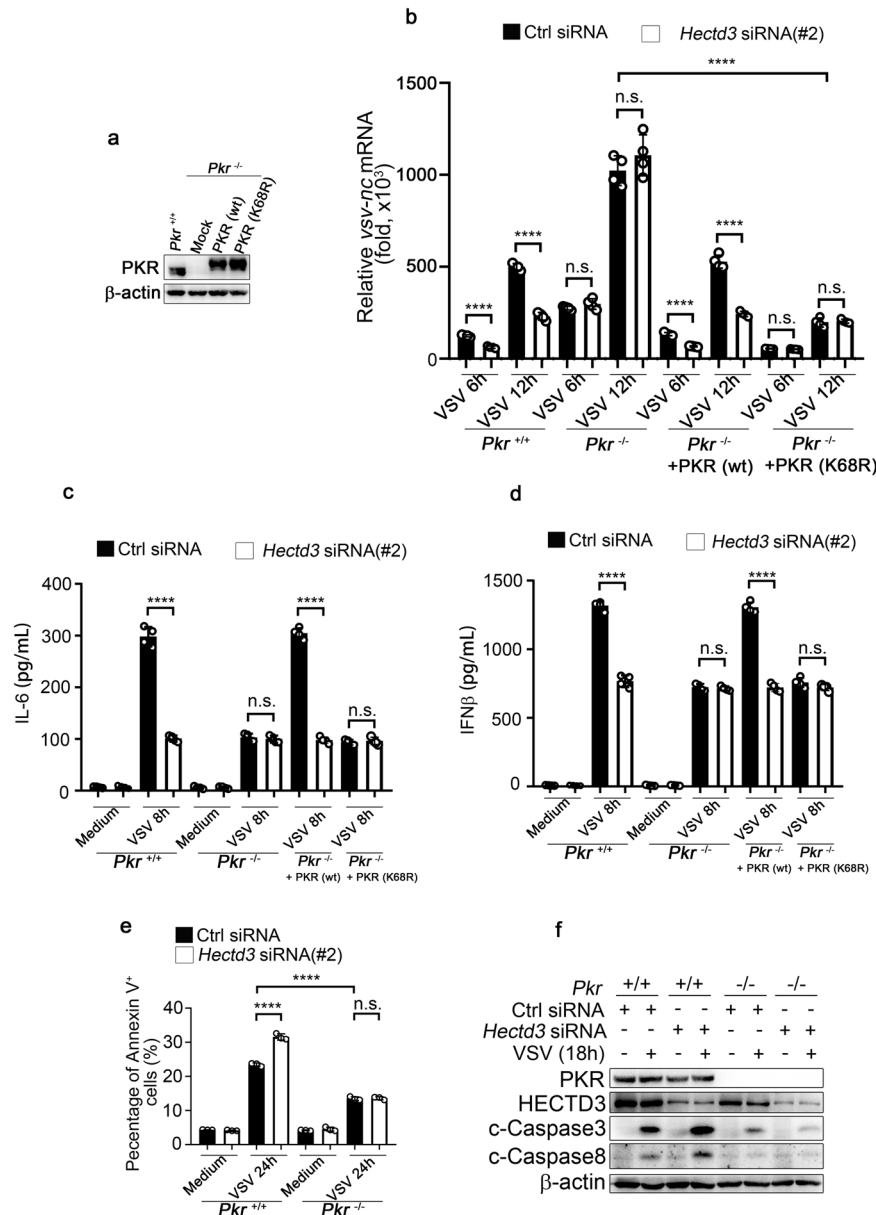 a
Pkr -/-
Pkr +/+
Mock
PKR (wt)
PKR (K68R)
PKR
β-actin
b
Ctrl siRNA
Hectd3 siRNA(#2)
Relative vsv-nc mRNA
(fold, x10³)
1500
1000
500
0
****
n.s.
****
****
n.s.
****
****
n.s.
n.s.
VSV 6h
VSV 12h
VSV 6h
VSV 12h
VSV 6h
VSV 12h
VSV 6h
VSV 12h
Pkr +/+
Pkr -/-
Pkr -/-
+PKR (wt)
Pkr -/-
+PKR (K68R)
c
Ctrl siRNA
Hectd3 siRNA(#2)
IL-6 (pg/mL)
400
300
200
100
0
****
n.s.
****
n.s.
Medium
VSV 8h
Medium
VSV 8h
VSV 8h
VSV 8h
Pkr +/+
Pkr -/-
Pkr -/-
+ PKR (wt)
Pkr -/-
+ PKR (K68R)
d
Ctrl siRNA
Hectd3 siRNA(#2)
IFNβ (pg/mL)
1500
1000
500
0
****
n.s.
****
n.s.
Medium
VSV 8h
Medium
VSV 8h
VSV 8h
VSV 8h
Pkr +/+
Pkr -/-
Pkr -/-
+ PKR (wt)
Pkr -/-
+ PKR (K68R)
e
Ctrl siRNA
Hectd3 siRNA(#2)
Pecentage of Annexin V⁺
cells (%)
40
30
20
10
0
****
****
n.s.
Medium
VSV 24h
Medium
VSV 24h
Pkr +/+
Pkr -/-
f
Pkr +/+ +/+ -/- -/-
Ctrl siRNA + + - - + + - -
Hectd3 siRNA - - + + - - + +
VSV (18h) - + - + - + - +
PKR
HECTD3
c-Caspase3
c-Caspase8
β-actin